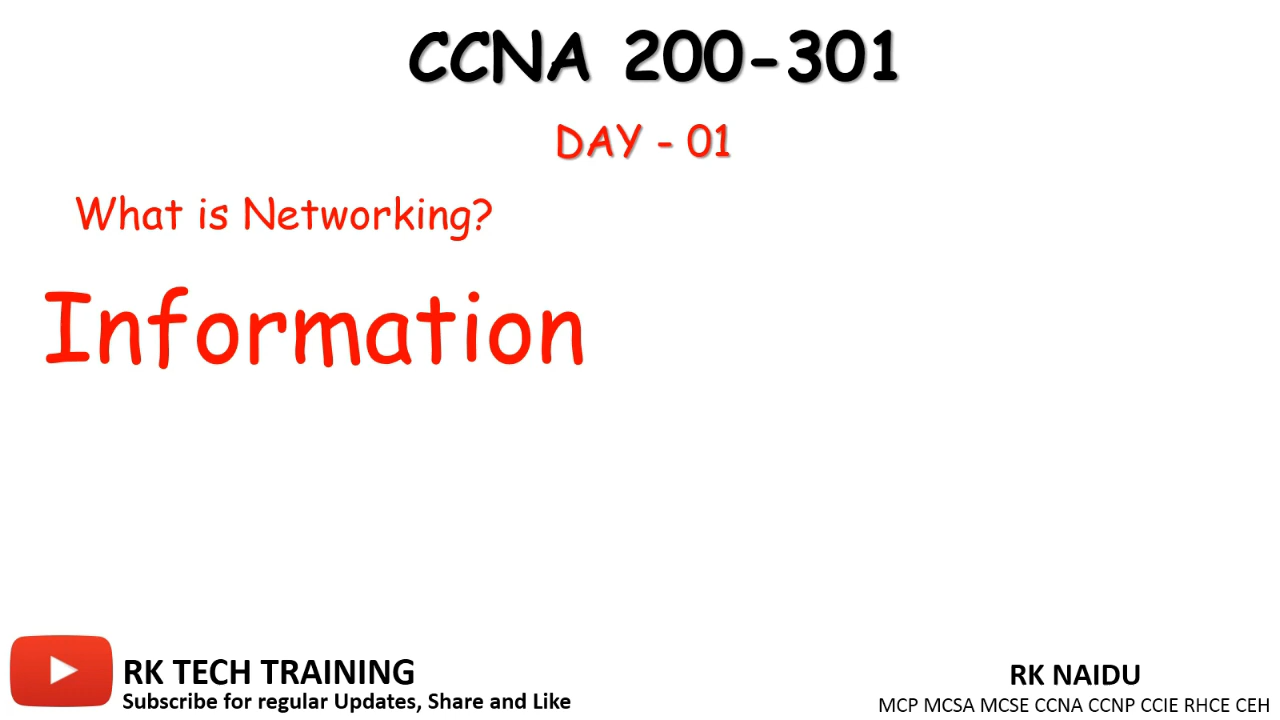 CCNA 200-301
DAY - 01
What is Networking?
Information
RK TECH TRAINING
Subscribe for regular Updates, Share and Like
RK NAIDU
MCP MCSA MCSE CCNA CCNP CCIE RHCE CEH